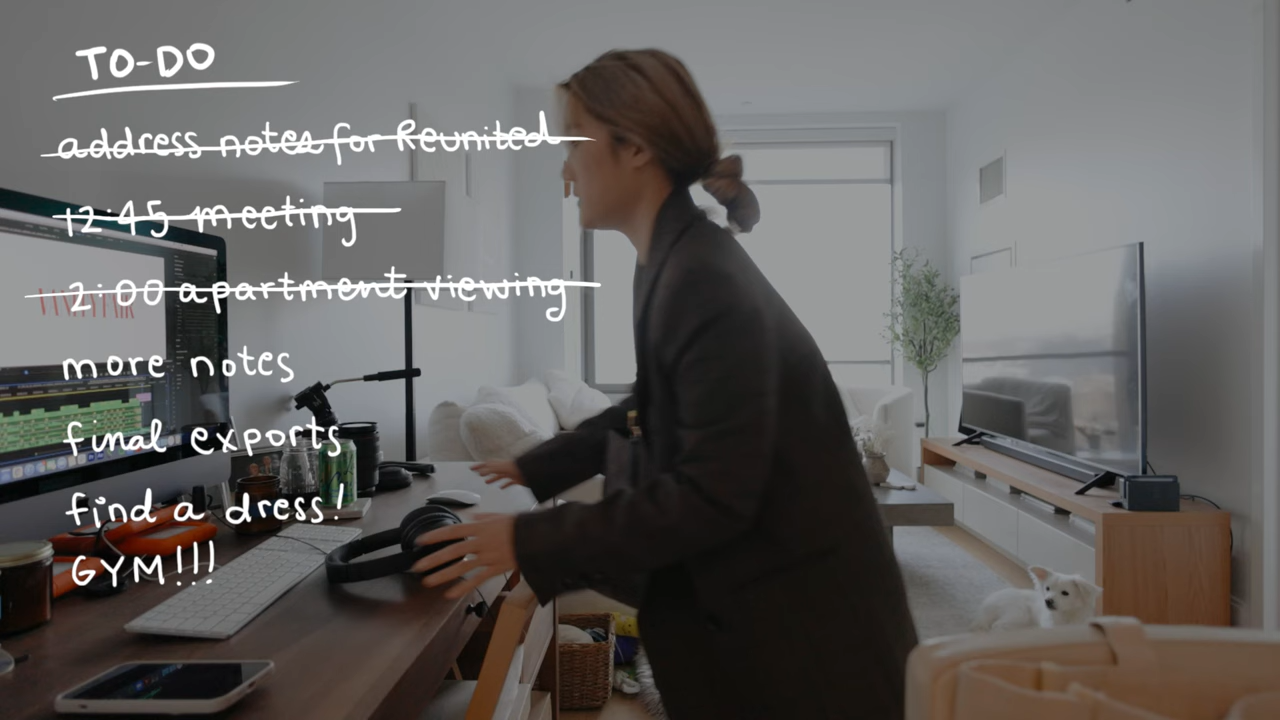 TO-DO
address notes for Reunited
12:45 meeting
2:00 apartment viewing
more notes
final exports
find a dress!
GYM!!!